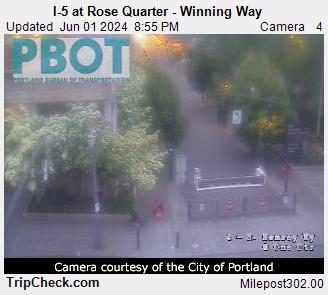 I-5 at Rose Quarter - Winning Way
Updated Jun 01 2024 8:55 PM Camera 4
PBOT
PORTLAND BUREAU OF TRANSPORTATION
Camera courtesy of the City of Portland
TripCheck.com Milepost302.00